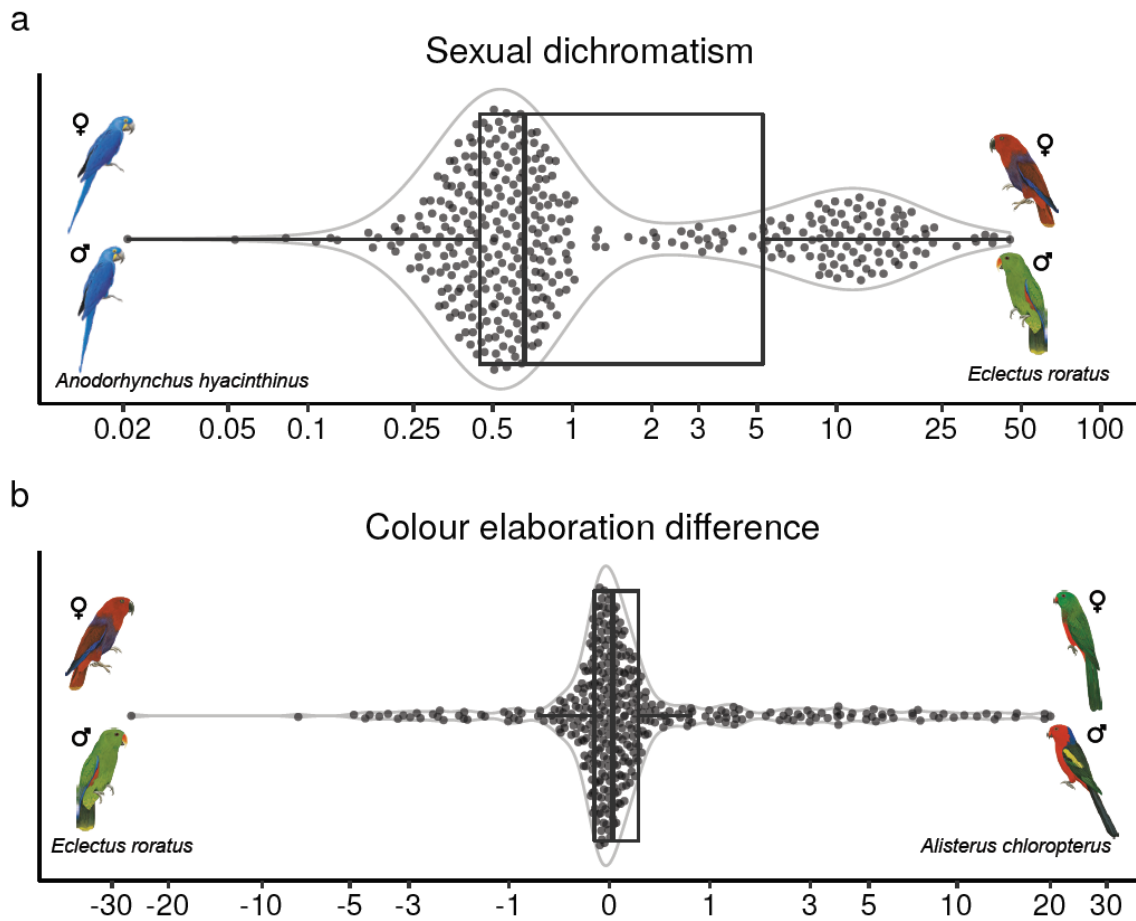 a
Sexual dichromatism
♀
♀
♂
♂
Anodorhynchus hyacinthinus
Eclectus roratus
0.02 0.05 0.1 0.25 0.5 1 2 3 5 10 25 50 100
b
Colour elaboration difference
♀
♀
♂
♂
Eclectus roratus
Alisterus chloropterus
-30 -20 -10 -5 -3 -1 0 1 3 5 10 20 30